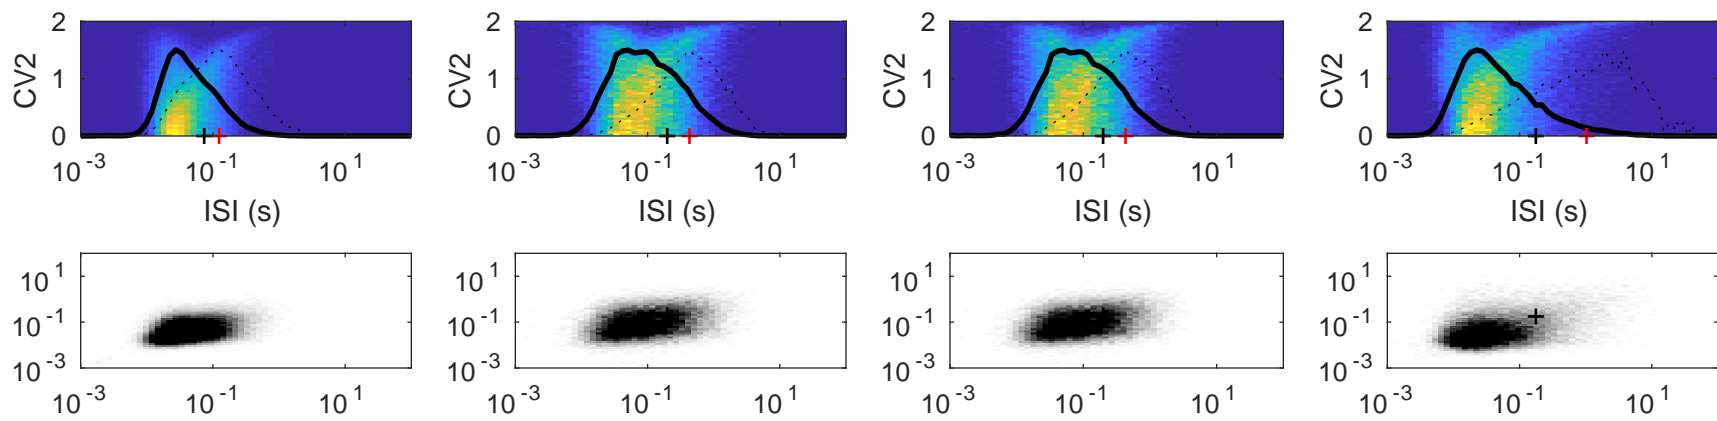 2 2 2 2
CV2 CV2 CV2 CV2
1 1 1 1
0 0 0 0
10^-3 10^-1 10^1 10^-3 10^-1 10^1 10^-3 10^-1 10^1 10^-3 10^-1 10^1
ISI (s) ISI (s) ISI (s) ISI (s)
10^1 10^1 10^1 10^1
10^-1 10^-1 10^-1 10^-1
10^-3 10^-3 10^-3 10^-3
10^-3 10^-1 10^1 10^-3 10^-1 10^1 10^-3 10^-1 10^1 10^-3 10^-1 10^1